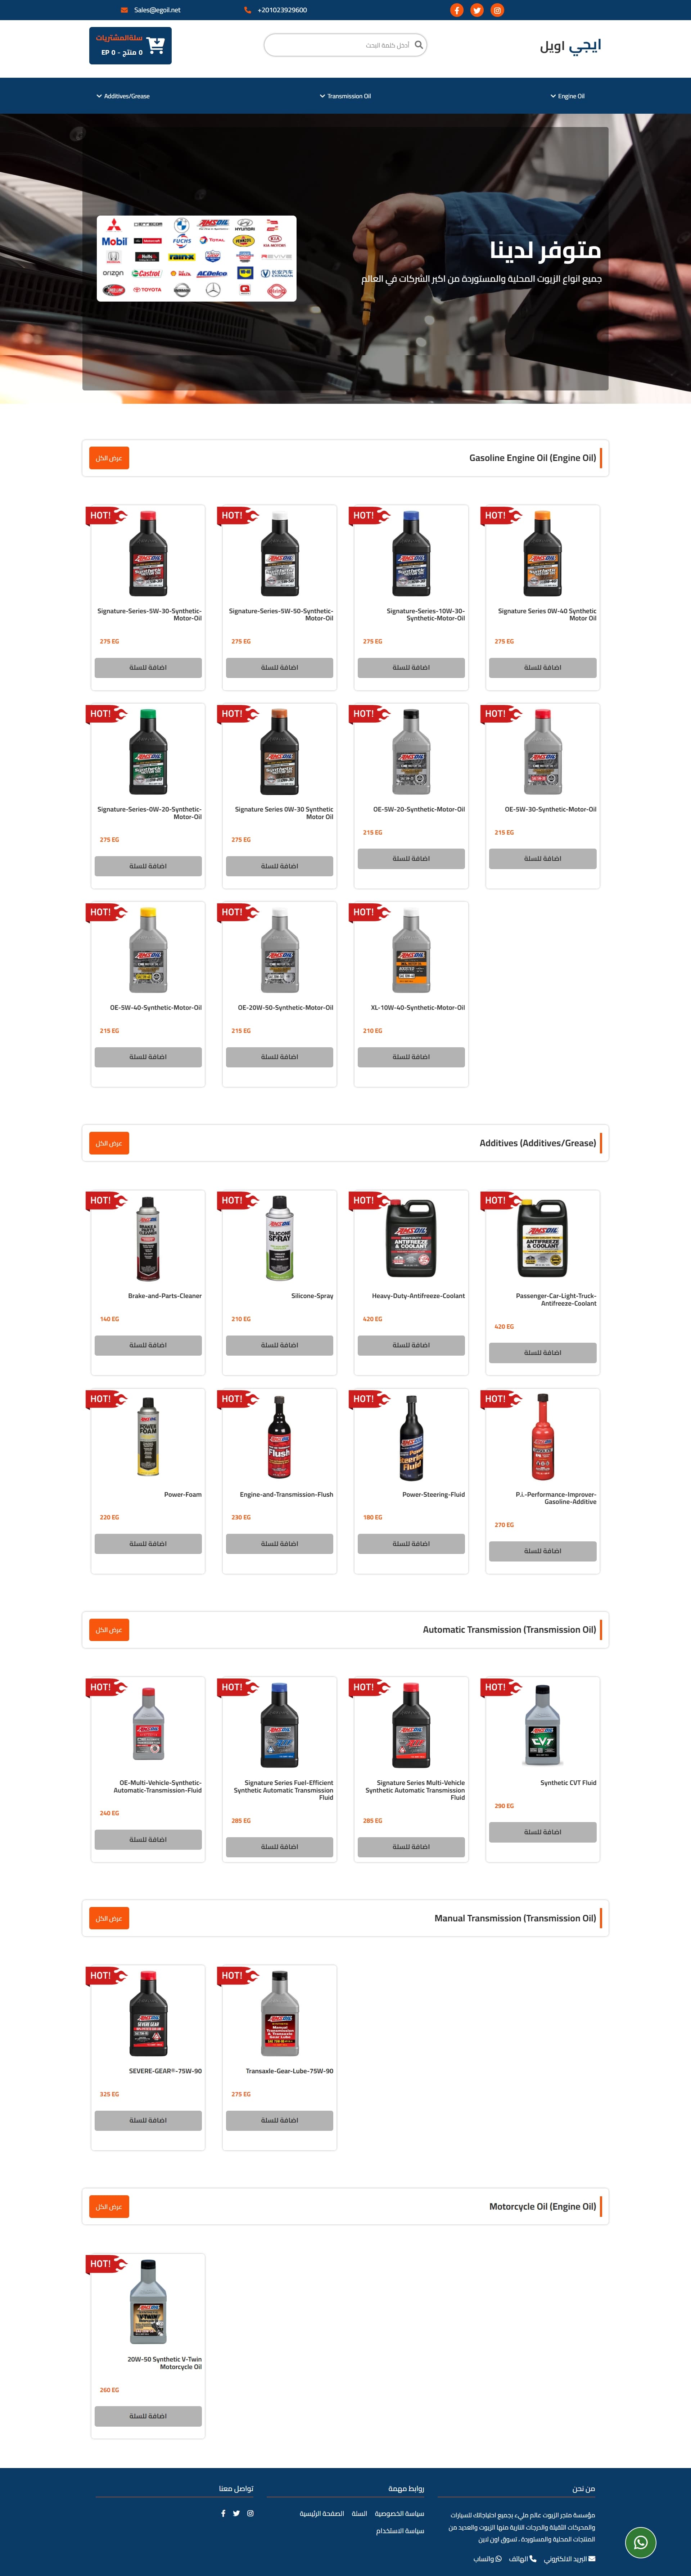 +201023929600
Sales@egoil.net
ايجي اويل
أدخل كلمة البحث
سلةالمشتريات
0 منتج - 0 EP
Engine Oil
Transmission Oil
Additives/Grease
متوفر لدينا
جميع انواع الزيوت المحلية والمستوردة من اكبر الشركات في العالم
Gasoline Engine Oil (Engine Oil)
عرض الكل
HOT!
HOT!
HOT!
HOT!
Signature Series 0W-40 Synthetic
Motor Oil
275 EG
اضافة للسلة
Signature-Series-10W-30-
Synthetic-Motor-Oil
275 EG
اضافة للسلة
Signature-Series-5W-50-Synthetic-
Motor-Oil
275 EG
اضافة للسلة
Signature-Series-5W-30-Synthetic-
Motor-Oil
275 EG
اضافة للسلة
HOT!
HOT!
HOT!
HOT!
OE-5W-30-Synthetic-Motor-Oil
215 EG
اضافة للسلة
OE-5W-20-Synthetic-Motor-Oil
215 EG
اضافة للسلة
Signature Series 0W-30 Synthetic
Motor Oil
275 EG
اضافة للسلة
Signature-Series-0W-20-Synthetic-
Motor-Oil
275 EG
اضافة للسلة
HOT!
HOT!
HOT!
XL-10W-40-Synthetic-Motor-Oil
210 EG
اضافة للسلة
OE-20W-50-Synthetic-Motor-Oil
215 EG
اضافة للسلة
OE-5W-40-Synthetic-Motor-Oil
215 EG
اضافة للسلة
Additives (Additives/Grease)
عرض الكل
HOT!
HOT!
HOT!
HOT!
Passenger-Car-Light-Truck-
Antifreeze-Coolant
420 EG
اضافة للسلة
Heavy-Duty-Antifreeze-Coolant
420 EG
اضافة للسلة
Silicone-Spray
210 EG
اضافة للسلة
Brake-and-Parts-Cleaner
140 EG
اضافة للسلة
HOT!
HOT!
HOT!
HOT!
P.i.-Performance-Improver-
Gasoline-Additive
270 EG
اضافة للسلة
Power-Steering-Fluid
180 EG
اضافة للسلة
Engine-and-Transmission-Flush
230 EG
اضافة للسلة
Power-Foam
220 EG
اضافة للسلة
Automatic Transmission (Transmission Oil)
عرض الكل
HOT!
HOT!
HOT!
HOT!
Synthetic CVT Fluid
290 EG
اضافة للسلة
Signature Series Multi-Vehicle
Synthetic Automatic Transmission
Fluid
285 EG
اضافة للسلة
Signature Series Fuel-Efficient
Synthetic Automatic Transmission
Fluid
285 EG
اضافة للسلة
OE-Multi-Vehicle-Synthetic-
Automatic-Transmission-Fluid
240 EG
اضافة للسلة
Manual Transmission (Transmission Oil)
عرض الكل
HOT!
HOT!
Transaxle-Gear-Lube-75W-90
275 EG
اضافة للسلة
SEVERE-GEAR®-75W-90
325 EG
اضافة للسلة
Motorcycle Oil (Engine Oil)
عرض الكل
HOT!
20W-50 Synthetic V-Twin
Motorcycle Oil
260 EG
اضافة للسلة
من نحن
مؤسسة متجر الزيوت عالم مليء بجميع احتياجاتك للسيارات
والمحركات الثقيلة والدرجات النارية منها الزيوت والعديد من
المنتجات المحلية والمستوردة . تسوق اون لاين
واتساب الهاتف البريد الالكتروني
روابط مهمة
سياسة الخصوصية السلة الصفحة الرئيسية
سياسة الاستخدام
تواصل معنا